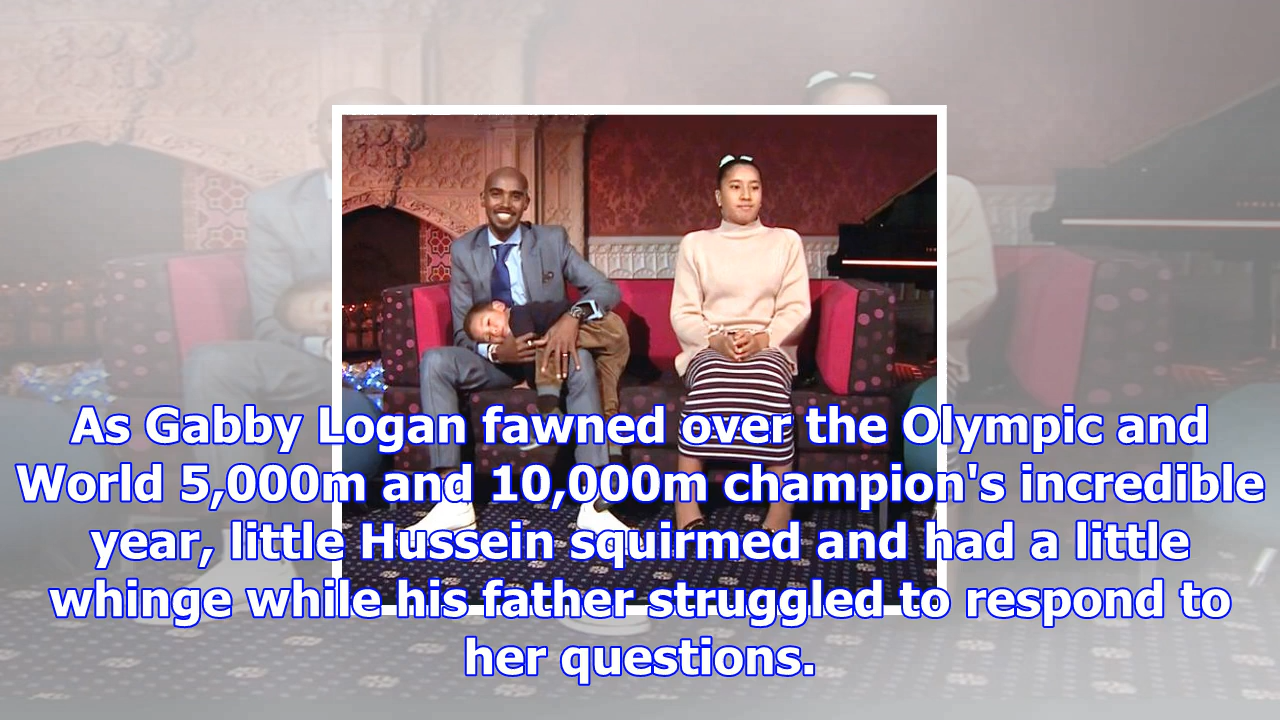 As Gabby Logan fawned over the Olympic and
World 5,000m and 10,000m champion's incredible
year, little Hussein squirmed and had a little
whinge while his father struggled to respond to
her questions.